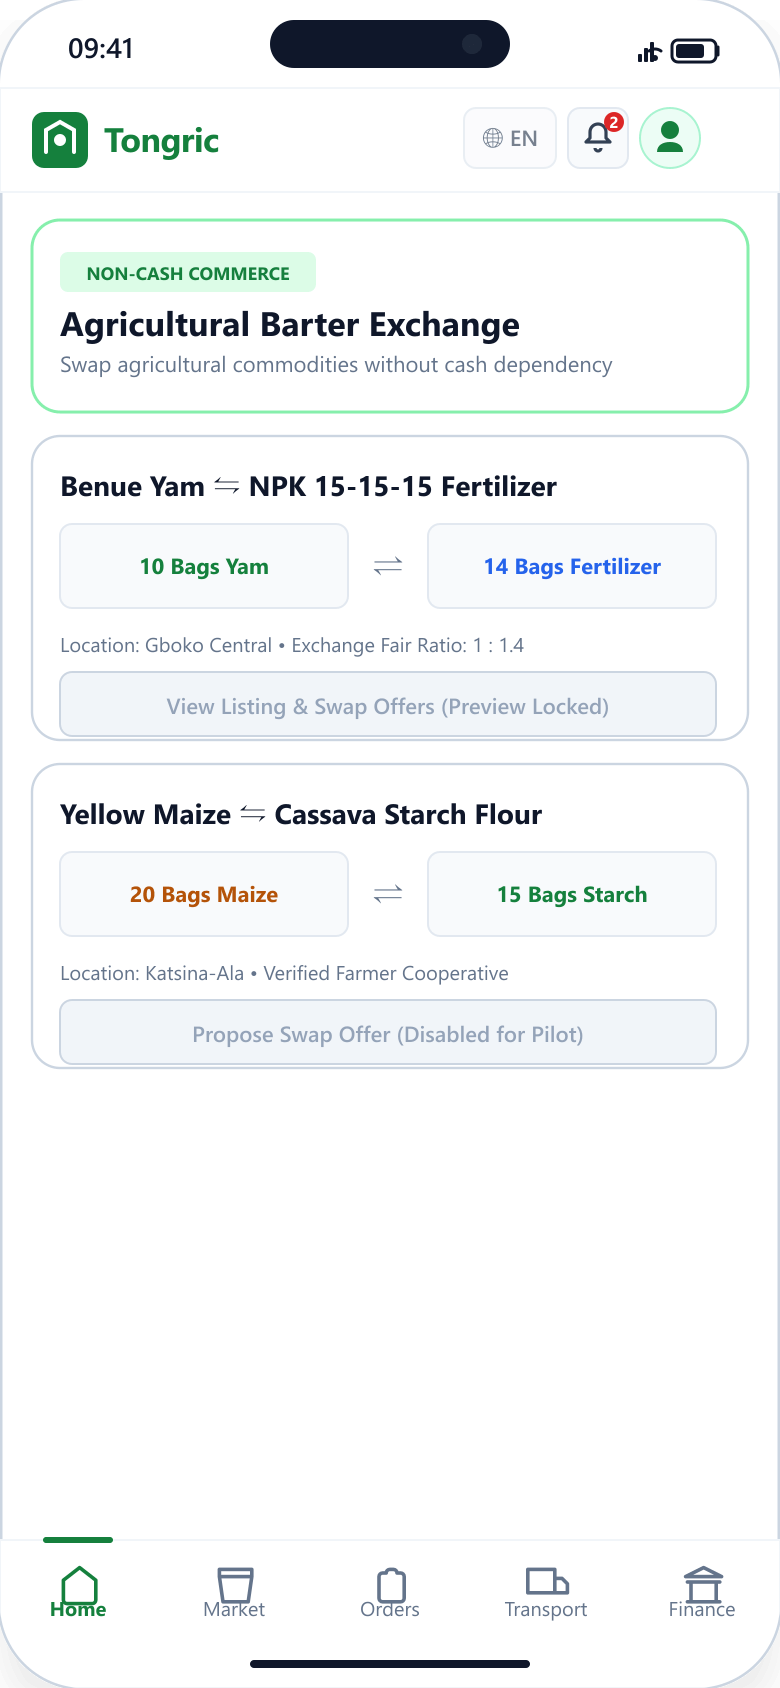 09:41
Tongric
EN
2
NON-CASH COMMERCE
Agricultural Barter Exchange
Swap agricultural commodities without cash dependency
Benue Yam ⇋ NPK 15-15-15 Fertilizer
10 Bags Yam ⇌ 14 Bags Fertilizer
Location: Gboko Central • Exchange Fair Ratio: 1 : 1.4
View Listing & Swap Offers (Preview Locked)
Yellow Maize ⇋ Cassava Starch Flour
20 Bags Maize ⇌ 15 Bags Starch
Location: Katsina-Ala • Verified Farmer Cooperative
Propose Swap Offer (Disabled for Pilot)
Home Market Orders Transport Finance